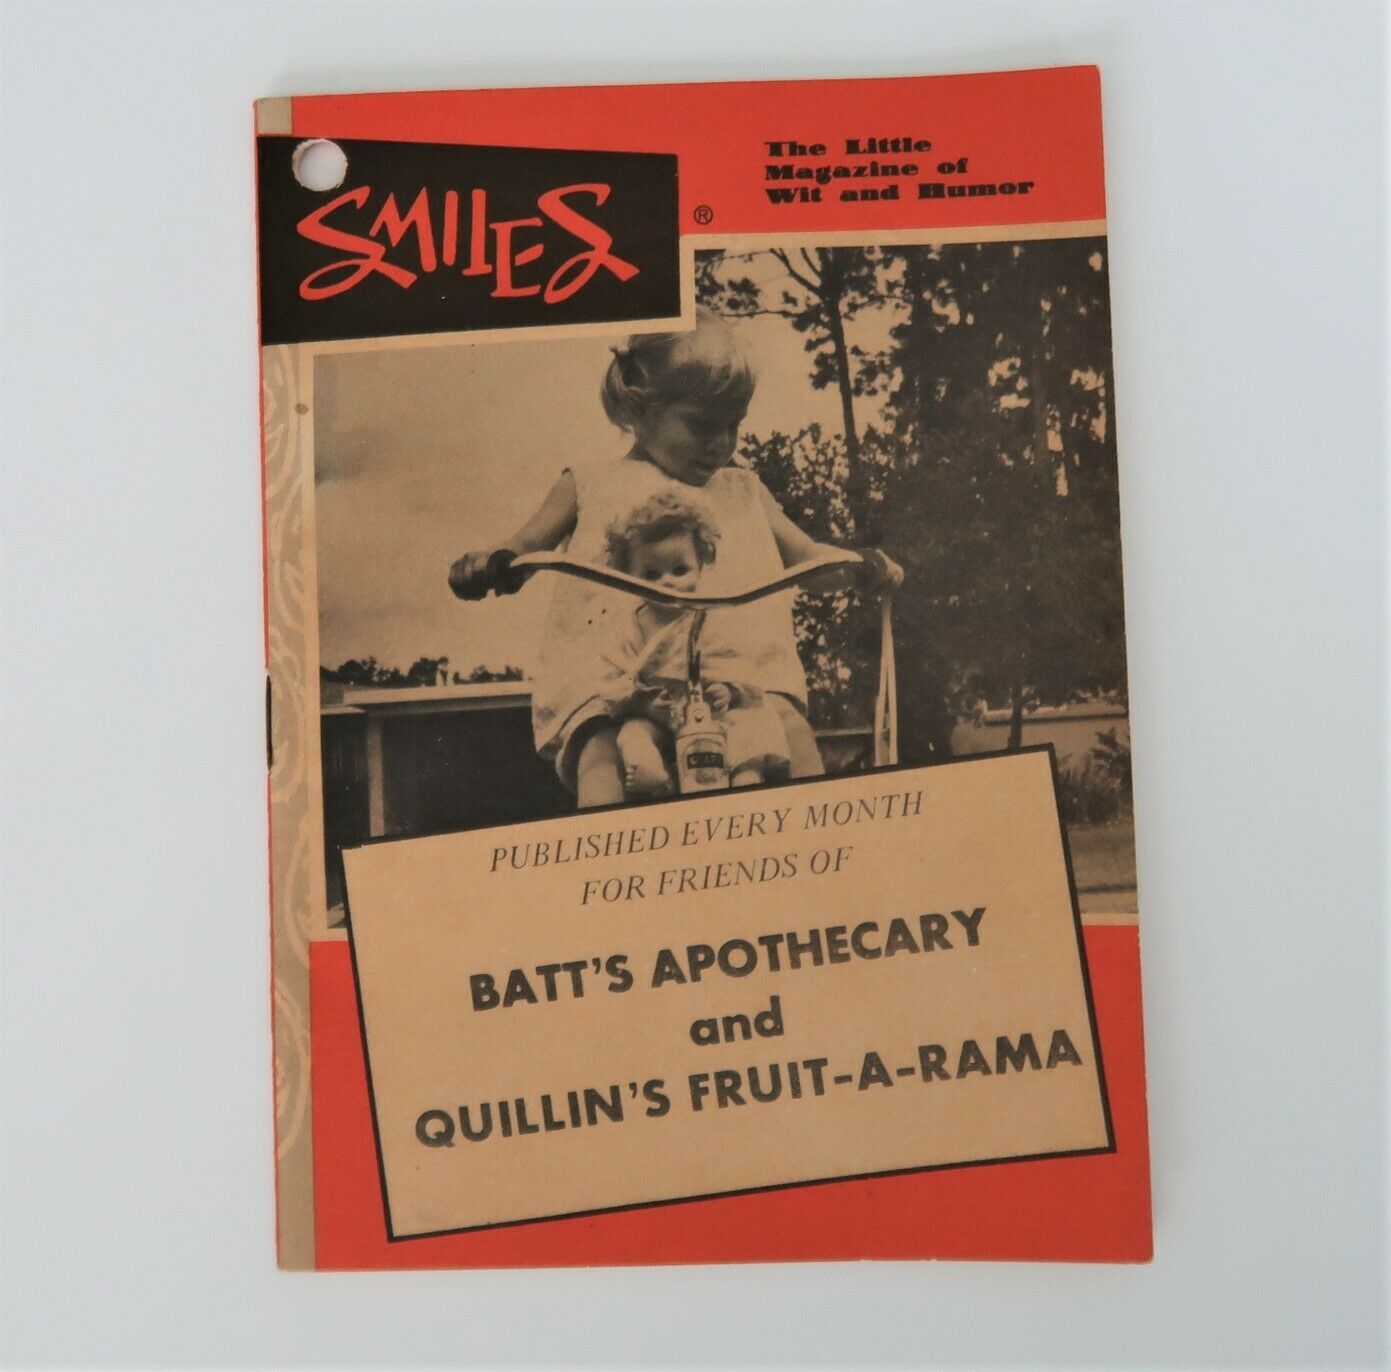 SMILES
®
The Little
Magazine of
Wit and Humor
PUBLISHED EVERY MONTH
FOR FRIENDS OF
BATT'S APOTHECARY
and
QUILLIN'S FRUIT-A-RAMA